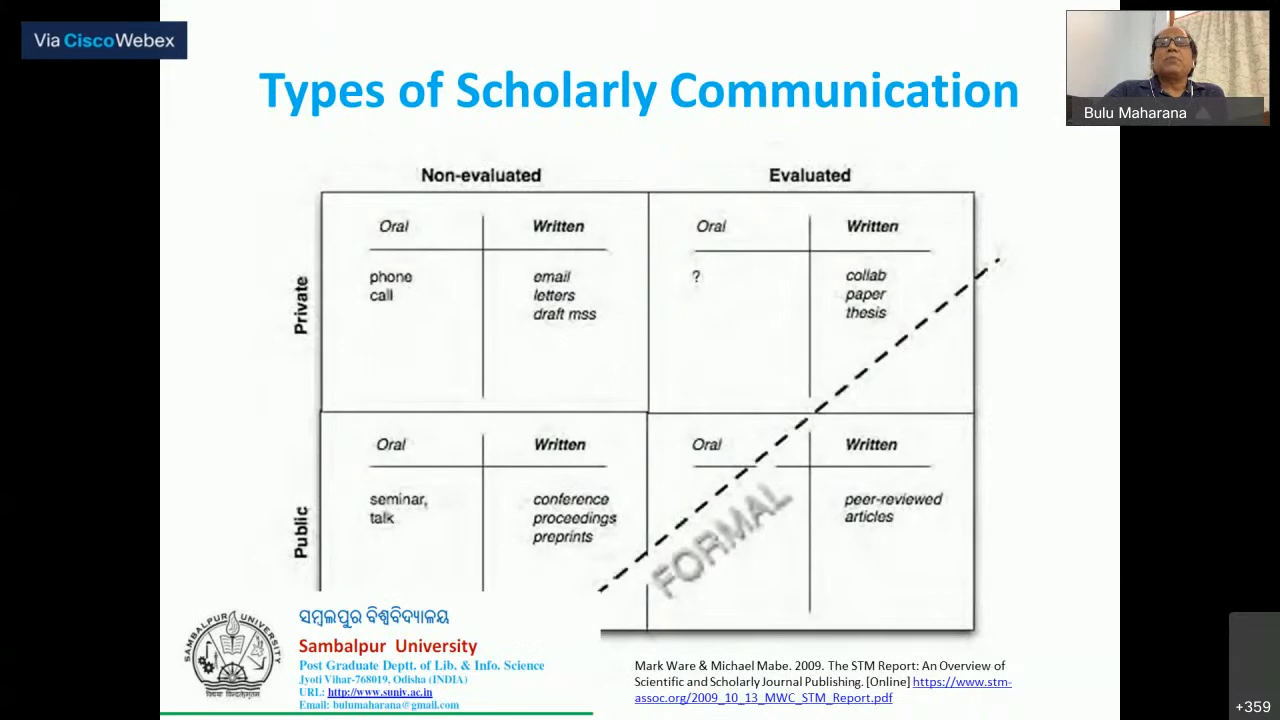 Via Cisco Webex
Types of Scholarly Communication
Bulu Maharana
Non-evaluated
Evaluated
Private
Oral
Written
Oral
Written
phone
call
email
letters
draft mss
?
collab
paper
thesis
Public
Oral
Written
Oral
Written
seminar,
talk
conference
proceedings
preprints
FORMAL
peer-reviewed
articles
SAMBALPUR UNIVERSITY
ସମ୍ବଲପୁର ବିଶ୍ୱବିଦ୍ୟାଳୟ
Sambalpur University
Post Graduate Deptt. of Lib. & Info. Science
Jyoti Vihar-768019, Odisha (INDIA)
URL: http://www.suniv.ac.in
Email: bulumaharana@gmail.com
Mark Ware & Michael Mabe. 2009. The STM Report: An Overview of
Scientific and Scholarly Journal Publishing. [Online] https://www.stm-
assoc.org/2009_10_13_MWC_STM_Report.pdf
+359